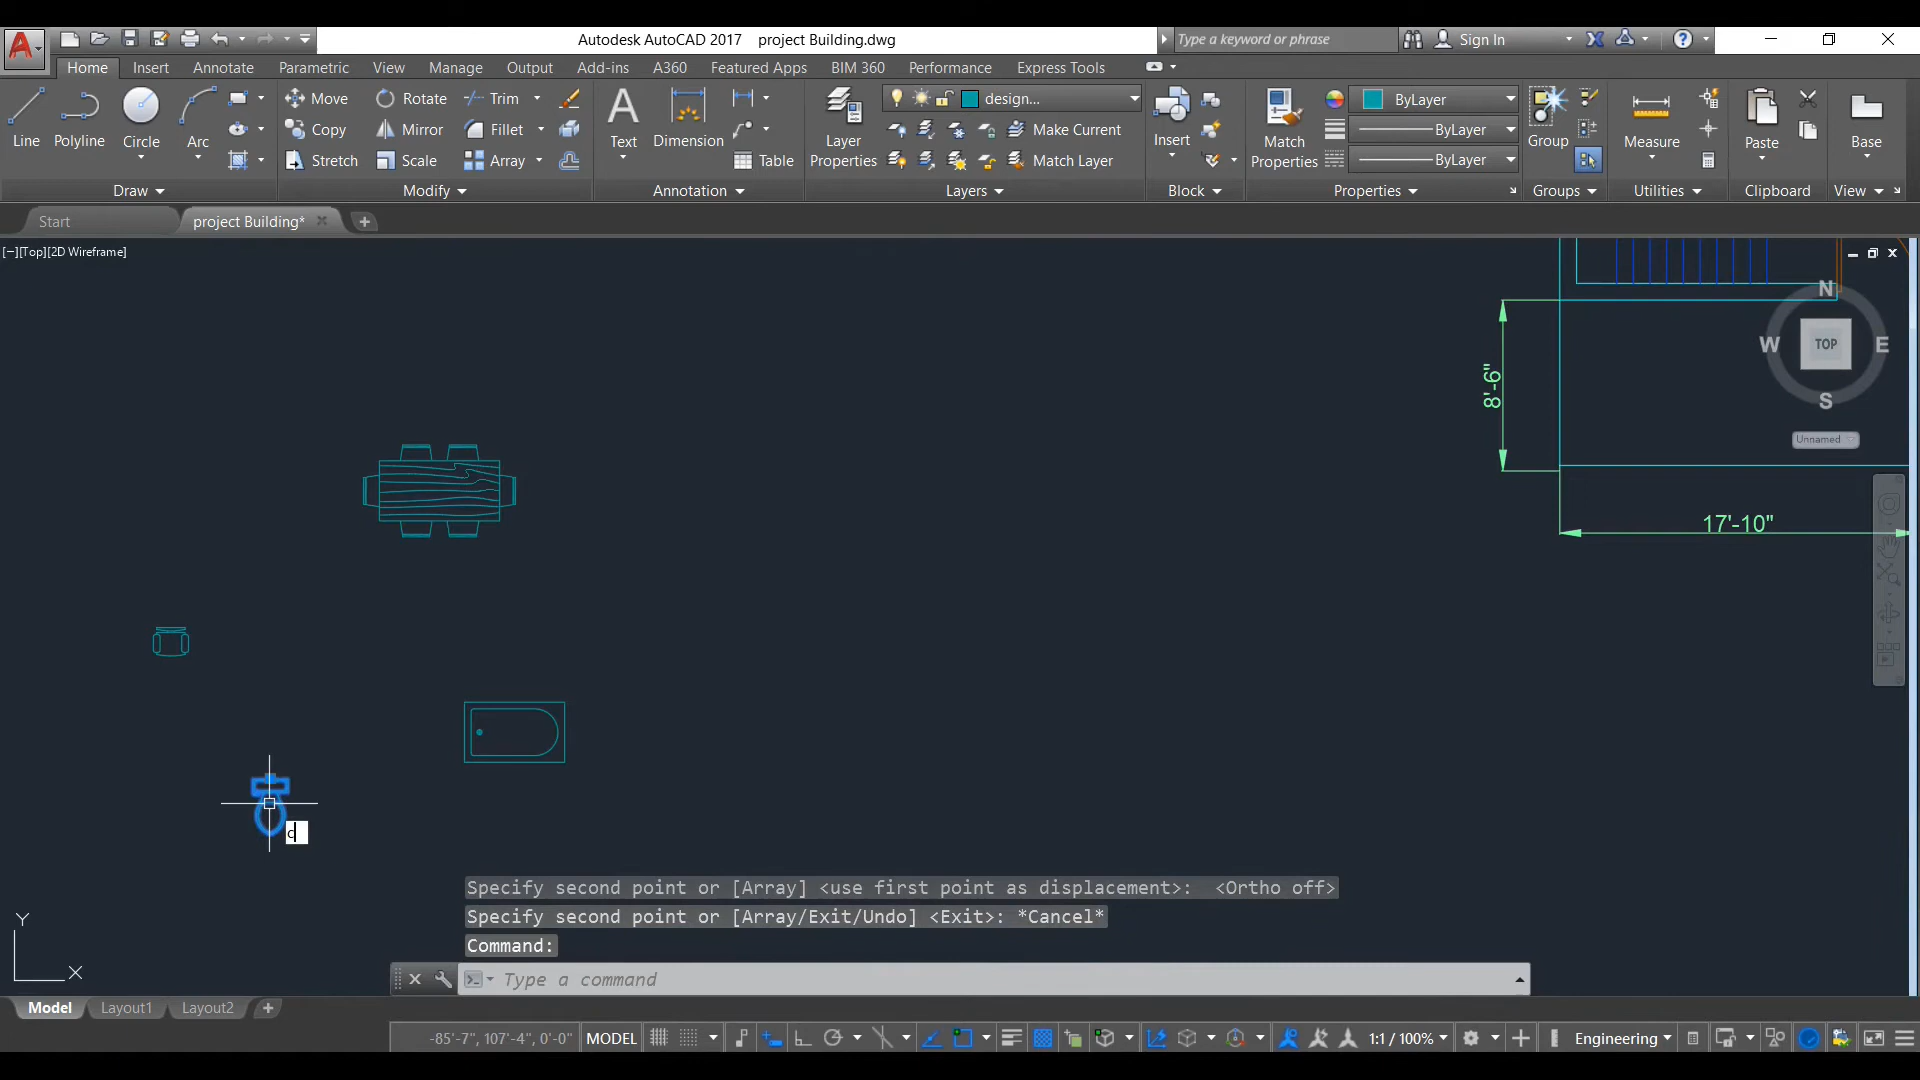 Autodesk AutoCAD 2017 project Building.dwg
Type a keyword or phrase
Sign In
Home Insert Annotate Parametric View Manage Output Add-ins A360 Featured Apps BIM 360 Performance Express Tools
Line Polyline Circle Arc
Draw
Move Rotate Trim
Copy Mirror Fillet
Stretch Scale Array
Modify
Text Dimension Table
Annotation
Layer Properties
design...
Make Current
Match Layer
Layers
Insert
Block
Match Properties
ByLayer
ByLayer
ByLayer
Properties
Group
Groups
Measure
Utilities
Paste
Clipboard
Base
View
Start
project Building*
[−][Top][2D Wireframe]
N
W TOP E
S
Unnamed
8'-6"
17'-10"
c
Specify second point or [Array] <use first point as displacement>: <Ortho off>
Specify second point or [Array/Exit/Undo] <Exit>: *Cancel*
Command:
Type a command
Y
X
Model Layout1 Layout2
-85'-7", 107'-4", 0'-0" MODEL 1:1 / 100% Engineering